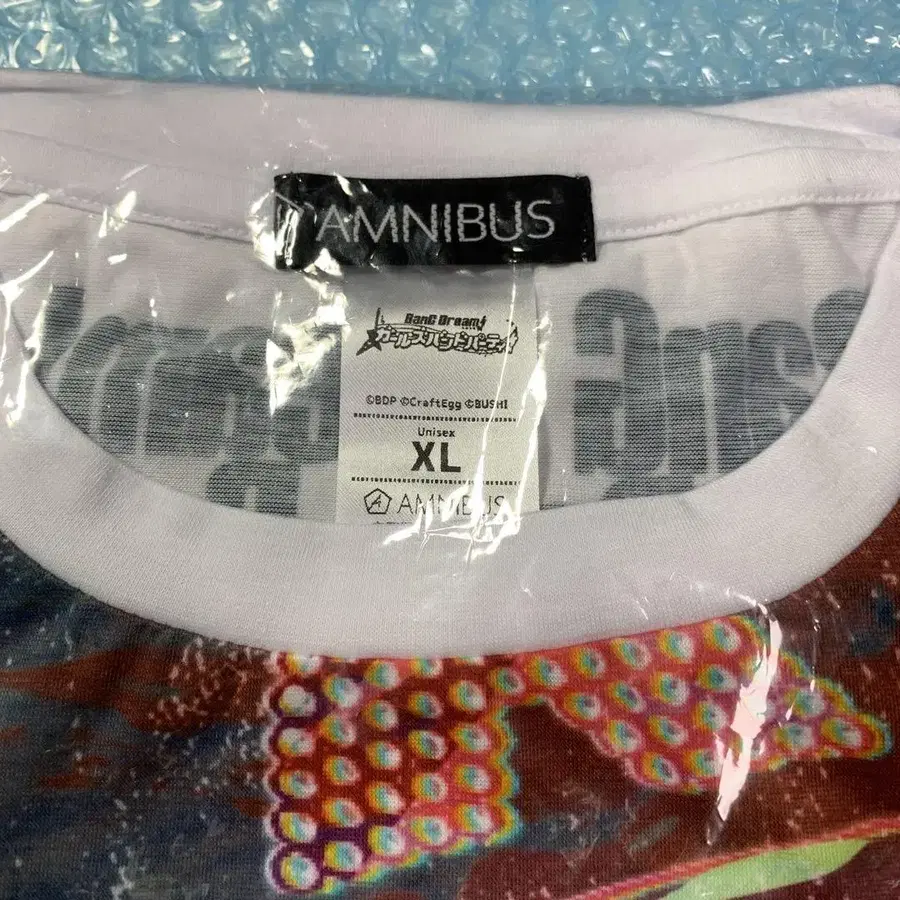 AMNIBUS
BanG Dream!
ガールズバンドパーティ!
©BDP ©CraftEgg ©BUSHI
Unisex
XL
AMNIBUS